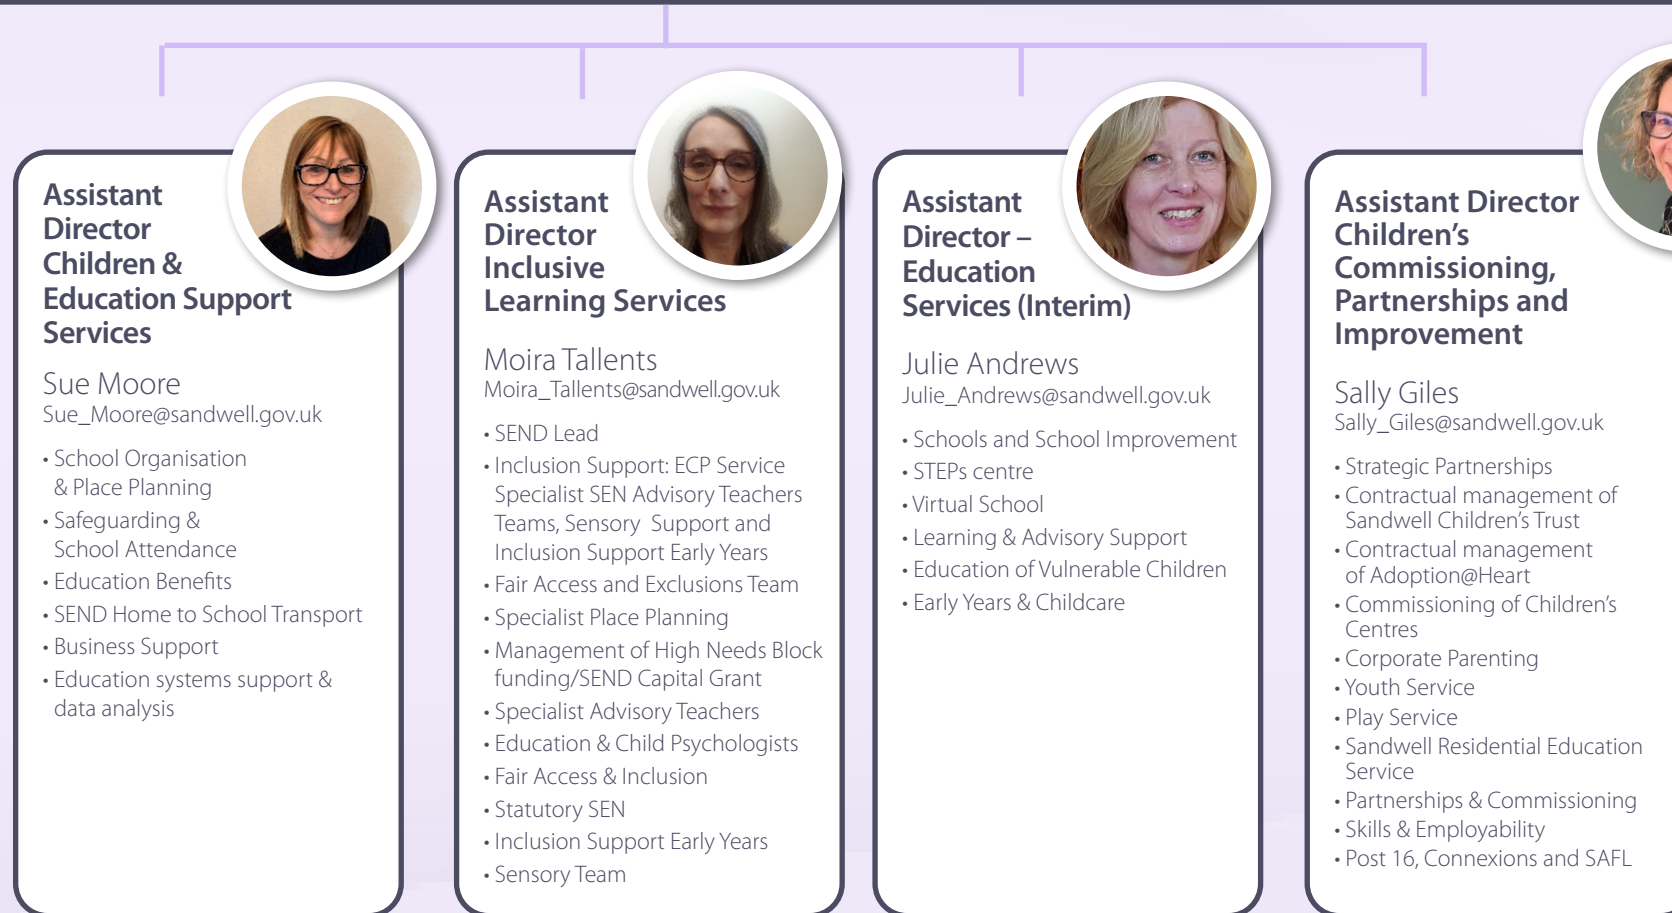 Assistant
Director
Children &
Education Support
Services
Sue Moore
Sue_Moore@sandwell.gov.uk
• School Organisation
& Place Planning
• Safeguarding &
School Attendance
• Education Benefits
• SEND Home to School Transport
• Business Support
• Education systems support &
data analysis
Assistant
Director
Inclusive
Learning Services
Moira Tallents
Moira_Tallents@sandwell.gov.uk
• SEND Lead
• Inclusion Support: ECP Service
Specialist SEN Advisory Teachers
Teams, Sensory Support and
Inclusion Support Early Years
• Fair Access and Exclusions Team
• Specialist Place Planning
• Management of High Needs Block
funding/SEND Capital Grant
• Specialist Advisory Teachers
• Education & Child Psychologists
• Fair Access & Inclusion
• Statutory SEN
• Inclusion Support Early Years
• Sensory Team
Assistant
Director –
Education
Services (Interim)
Julie Andrews
Julie_Andrews@sandwell.gov.uk
• Schools and School Improvement
• STEPs centre
• Virtual School
• Learning & Advisory Support
• Education of Vulnerable Children
• Early Years & Childcare
Assistant Director
Children’s
Commissioning,
Partnerships and
Improvement
Sally Giles
Sally_Giles@sandwell.gov.uk
• Strategic Partnerships
• Contractual management of
Sandwell Children’s Trust
• Contractual management
of Adoption@Heart
• Commissioning of Children’s
Centres
• Corporate Parenting
• Youth Service
• Play Service
• Sandwell Residential Education
Service
• Partnerships & Commissioning
• Skills & Employability
• Post 16, Connexions and SAFL